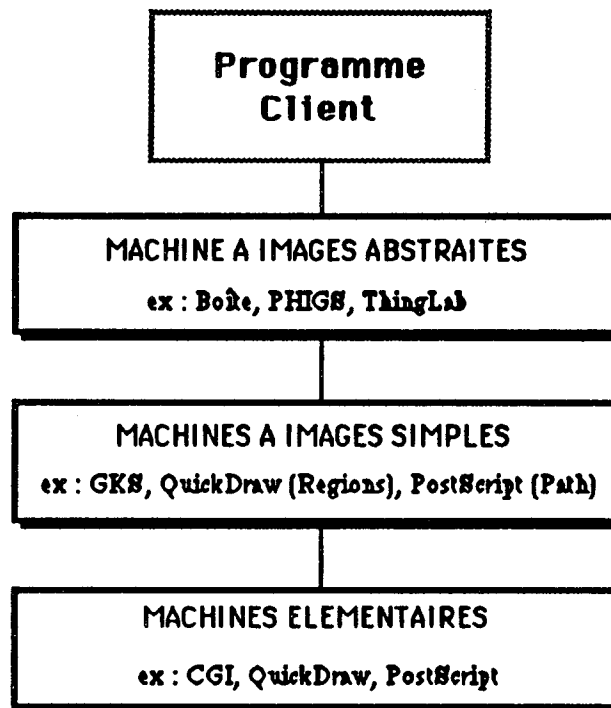 Programme
Client
MACHINE A IMAGES ABSTRAITES
ex : Boîte, PHIGS, ThingLab
MACHINES A IMAGES SIMPLES
ex : GKS, QuickDraw (Regions), PostScript (Path)
MACHINES ELEMENTAIRES
ex : CGI, QuickDraw, PostScript